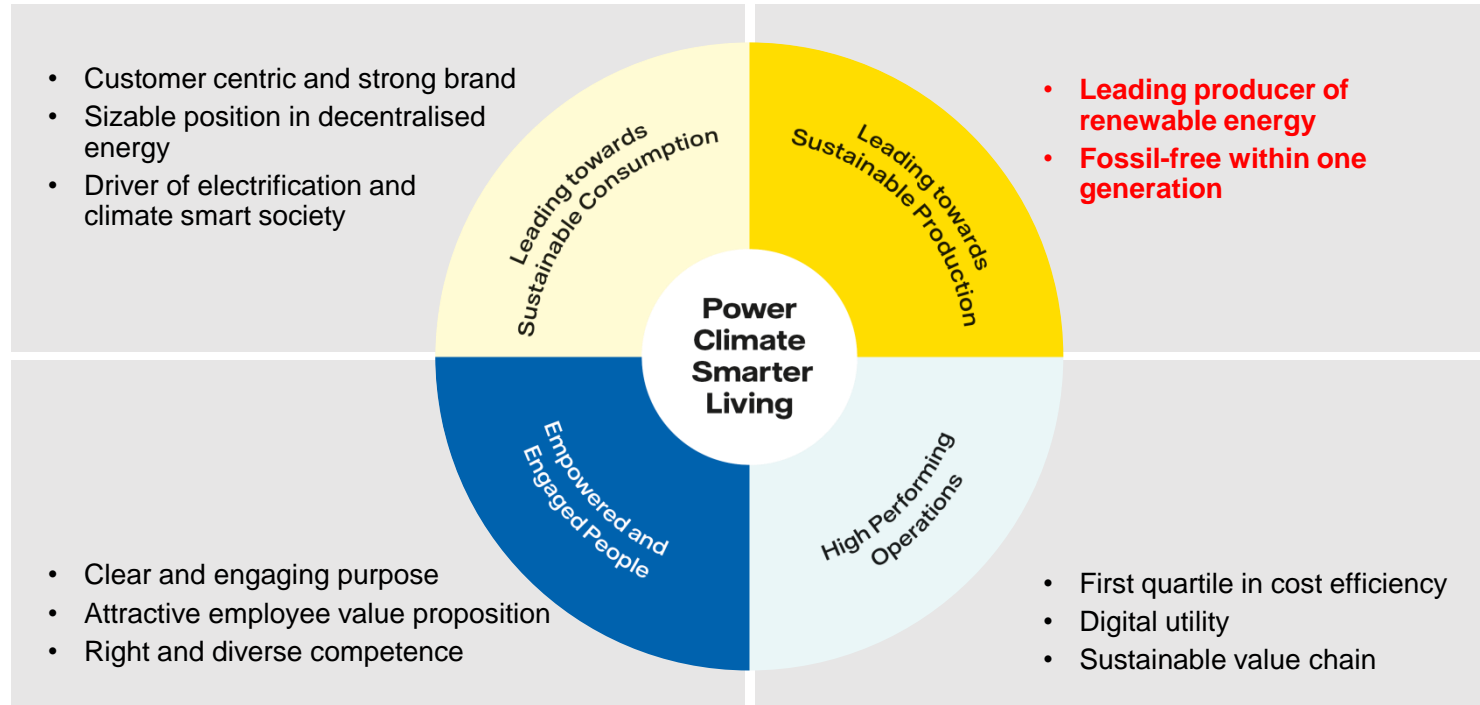 • Customer centric and strong brand
• Sizable position in decentralised
energy
• Driver of electrification and
climate smart society
Leading towards
Sustainable Consumption
Leading towards
Sustainable Production
• Leading producer of
renewable energy
• Fossil-free within one
generation
Power
Climate
Smarter
Living
Empowered and
Engaged People
High Performing
Operations
• Clear and engaging purpose
• Attractive employee value proposition
• Right and diverse competence
• First quartile in cost efficiency
• Digital utility
• Sustainable value chain